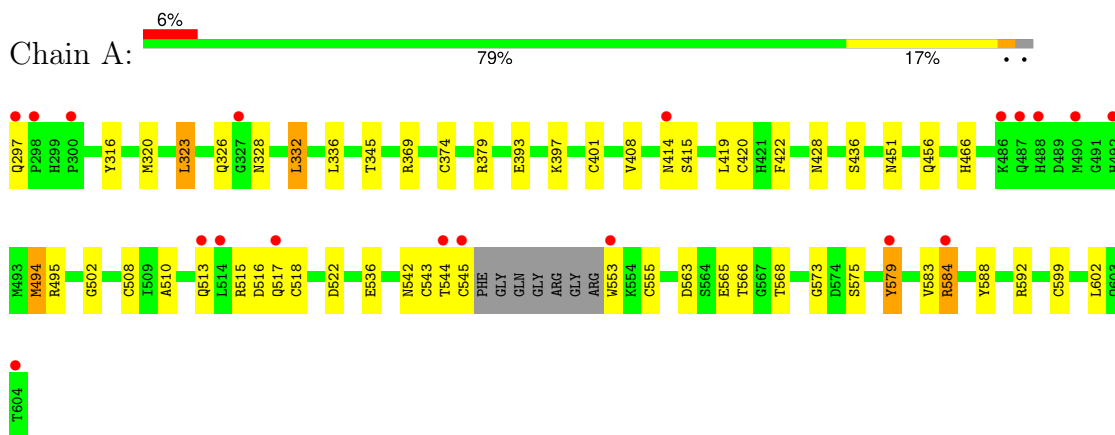 6%
Chain A:
79% 17% • •
Q297 P298 H299 P300 Y316 M320 L323 Q326 G327 N328 L332 L336 T345 R369 C374 R379 E393 K397 C401 V408 N414 S415 L419 C420 H421 F422 N428 S436 N451 Q456 H466 K486 Q487 H488 D489 M490 G491 H492
M493 M494 R495 G502 C508 I509 A510 Q513 L514 R515 D516 Q517 C518 D522 E536 N542 C543 T544 C545 PHE GLY GLN GLY ARG GLY ARG W553 K554 C555 D563 S564 E565 T566 G567 T568 G573 D574 S575 Y579 V583 R584 Y588 R592 C599 L602 Q603
T604